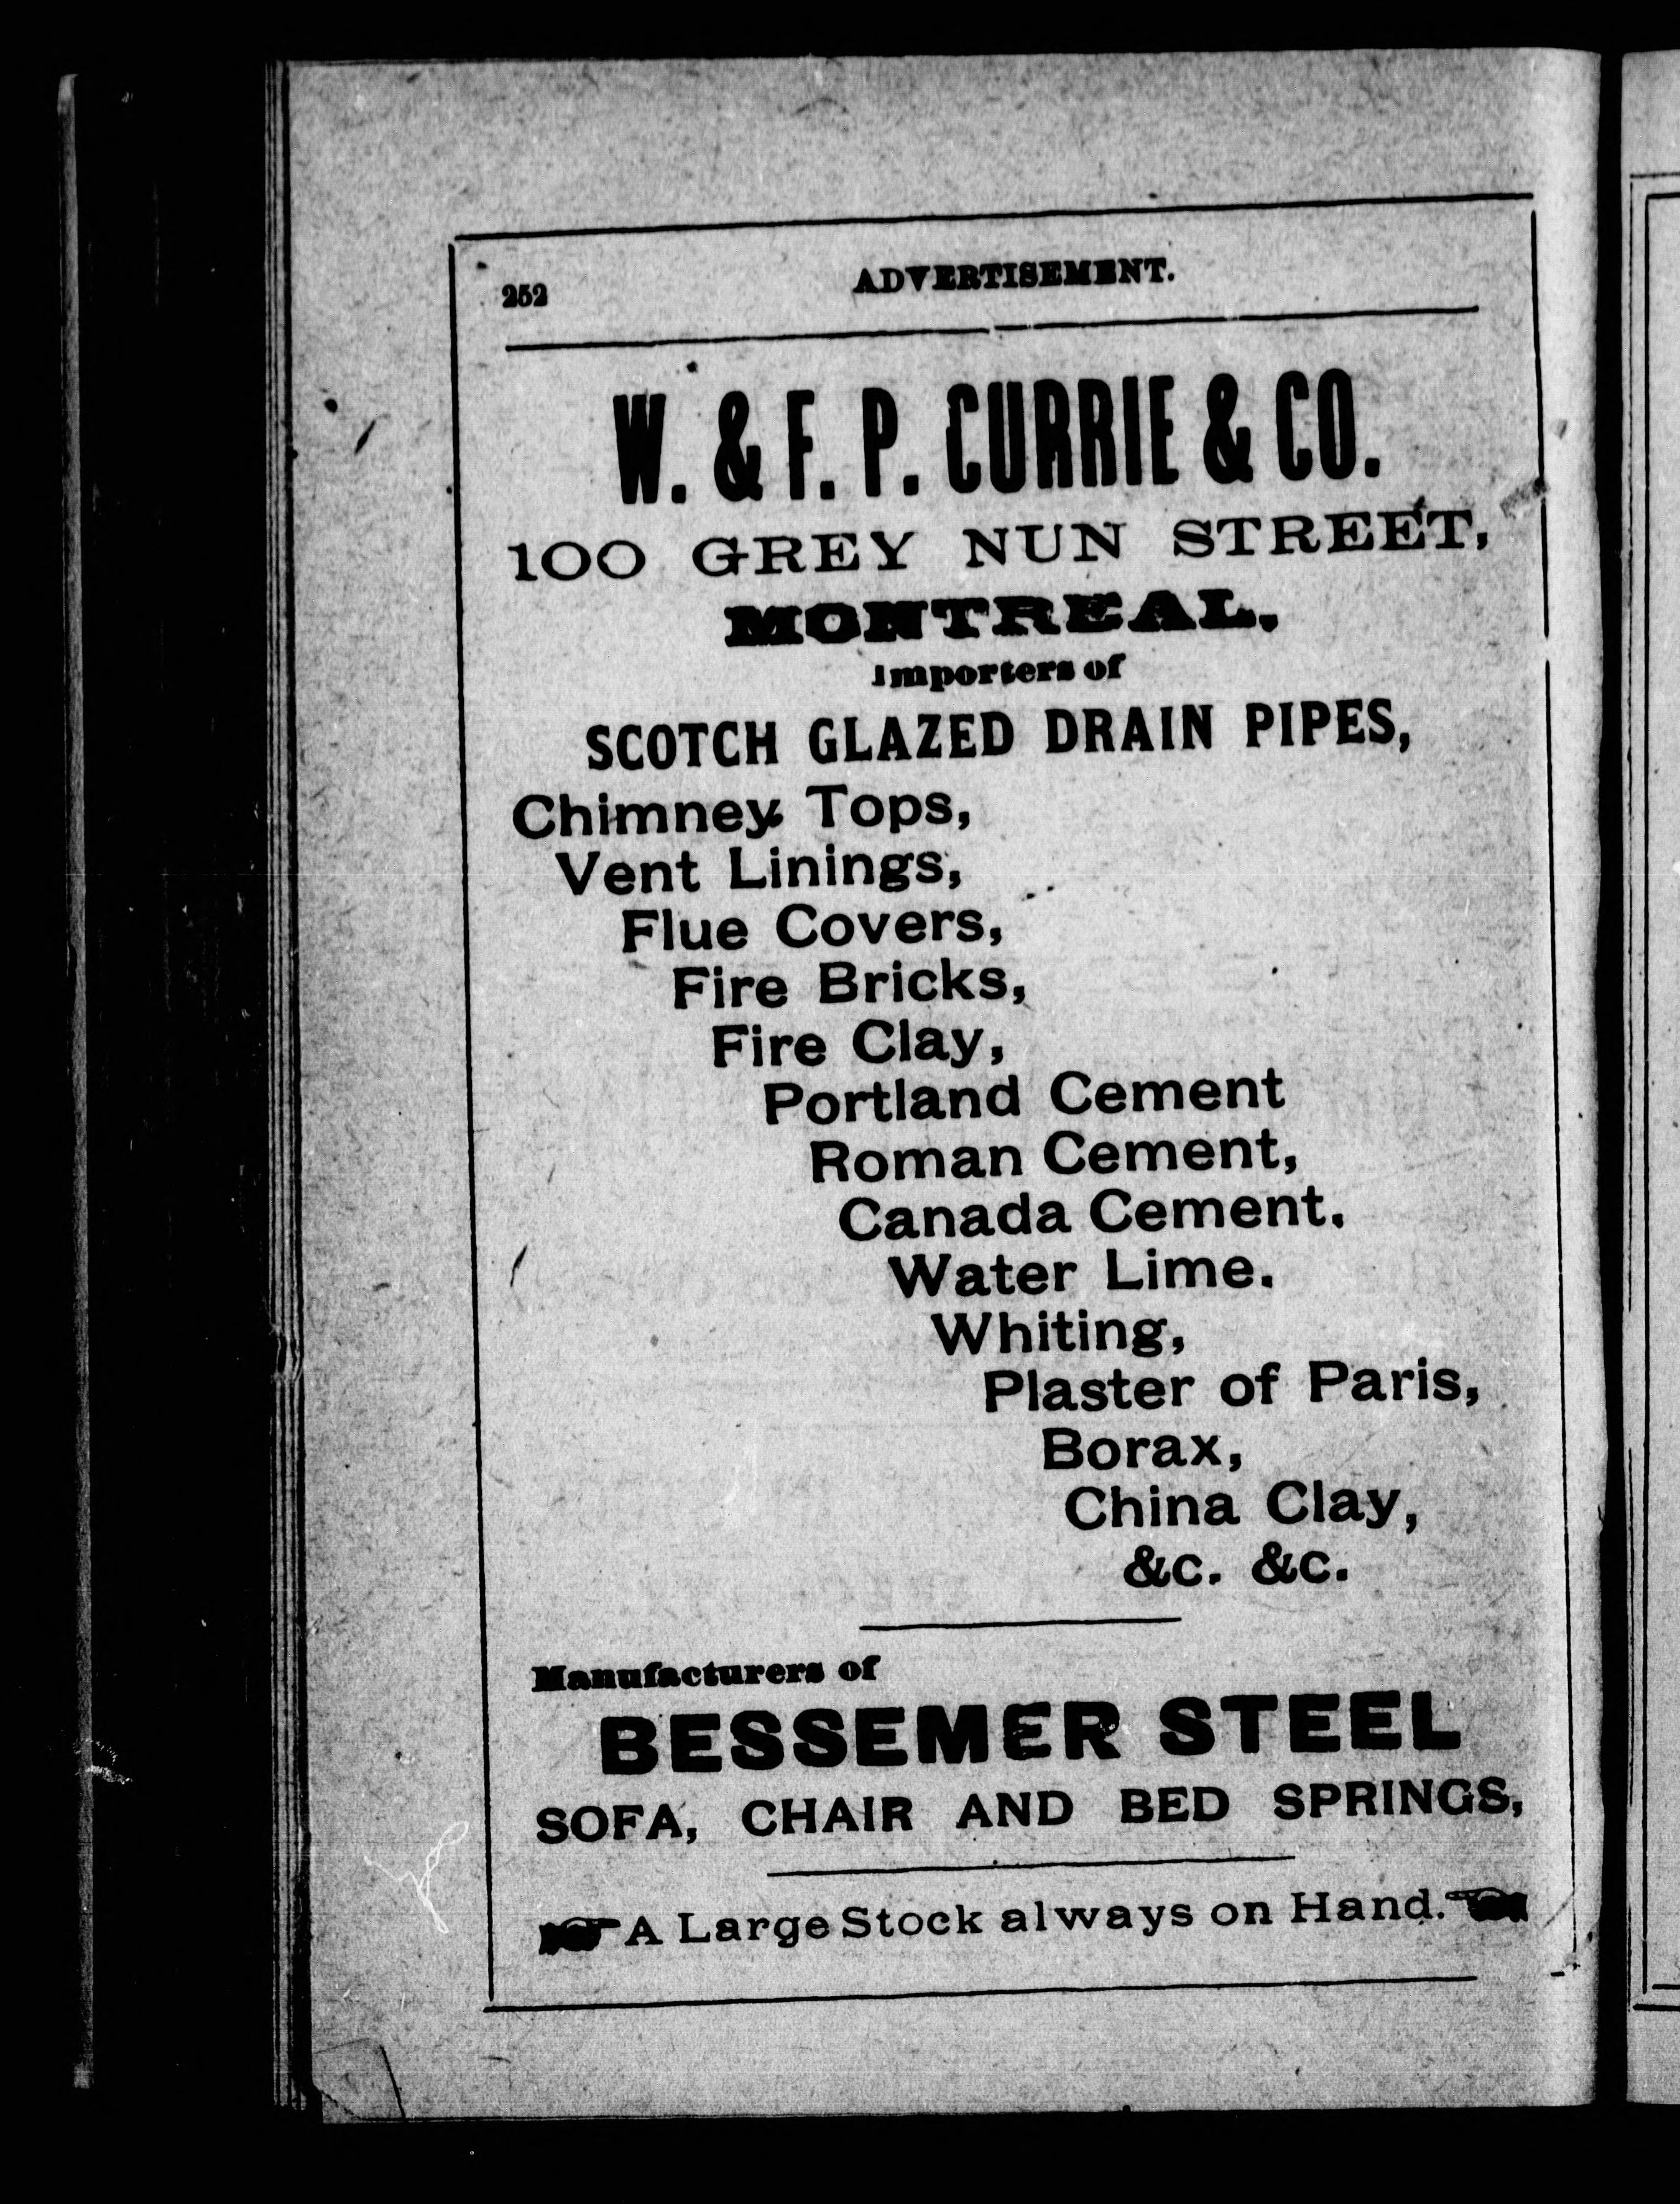 252
ADVERTISEMENT.
W. & F. P. CURRIE & CO.
100 GREY NUN STREET,
MONTREAL,
Importers of
SCOTCH GLAZED DRAIN PIPES,
Chimney Tops,
Vent Linings,
Flue Covers,
Fire Bricks,
Fire Clay,
Portland Cement
Roman Cement,
Canada Cement.
Water Lime.
Whiting,
Plaster of Paris,
Borax,
China Clay,
&c. &c.
Manufacturers of
BESSEMER STEEL
SOFA, CHAIR AND BED SPRINGS,
A Large Stock always on Hand.